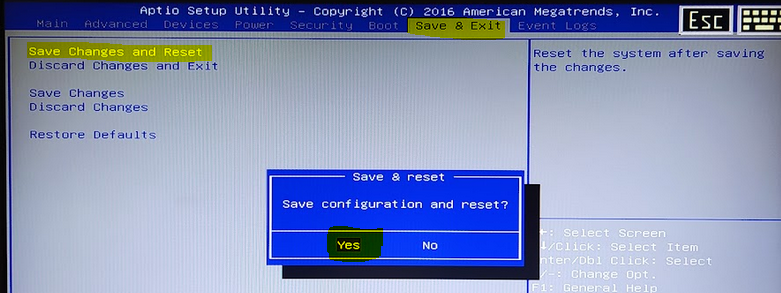 Aptio Setup Utility - Copyright (C) 2016 American Megatrends, Inc.
Main Advanced Devices Power Security Boot Save & Exit Event Logs
Esc
Save Changes and Reset
Discard Changes and Exit
Save Changes
Discard Changes
Restore Defaults
Reset the system after saving
the changes.
Save & reset
Save configuration and reset?
Yes No
: Select Screen
/Click: Select Item
Enter/Dbl Click: Select
+/-: Change Opt.
F1: General Help